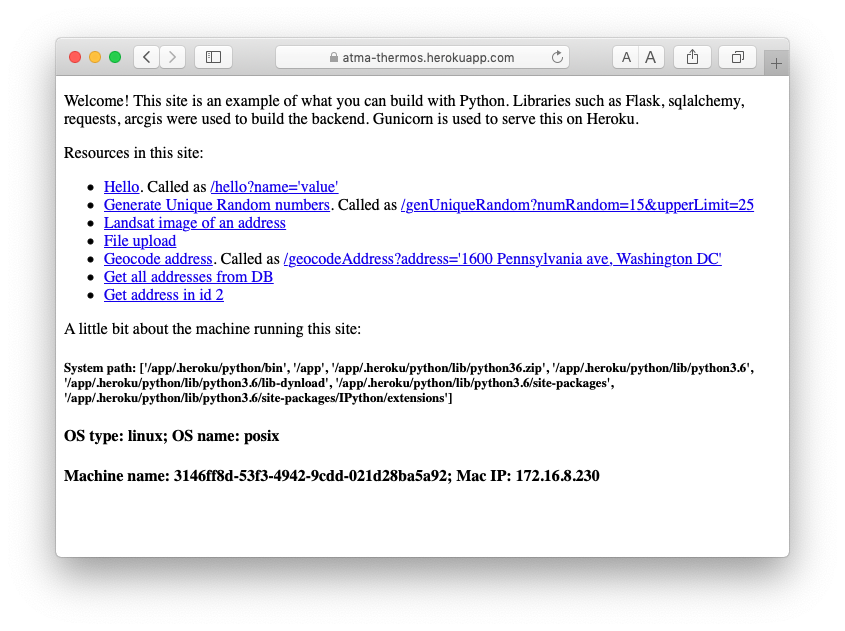 atma-thermos.herokuapp.com
A A
Welcome! This site is an example of what you can build with Python. Libraries such as Flask, sqlalchemy,
requests, arcgis were used to build the backend. Gunicorn is used to serve this on Heroku.
Resources in this site:
Hello. Called as /hello?name='value'
Generate Unique Random numbers. Called as /genUniqueRandom?numRandom=15&upperLimit=25
Landsat image of an address
File upload
Geocode address. Called as /geocodeAddress?address='1600 Pennsylvania ave, Washington DC'
Get all addresses from DB
Get address in id 2
A little bit about the machine running this site:
System path: ['/app/.heroku/python/bin', '/app', '/app/.heroku/python/lib/python36.zip', '/app/.heroku/python/lib/python3.6',
'/app/.heroku/python/lib/python3.6/lib-dynload', '/app/.heroku/python/lib/python3.6/site-packages',
'/app/.heroku/python/lib/python3.6/site-packages/IPython/extensions']
OS type: linux; OS name: posix
Machine name: 3146ff8d-53f3-4942-9cdd-021d28ba5a92; Mac IP: 172.16.8.230